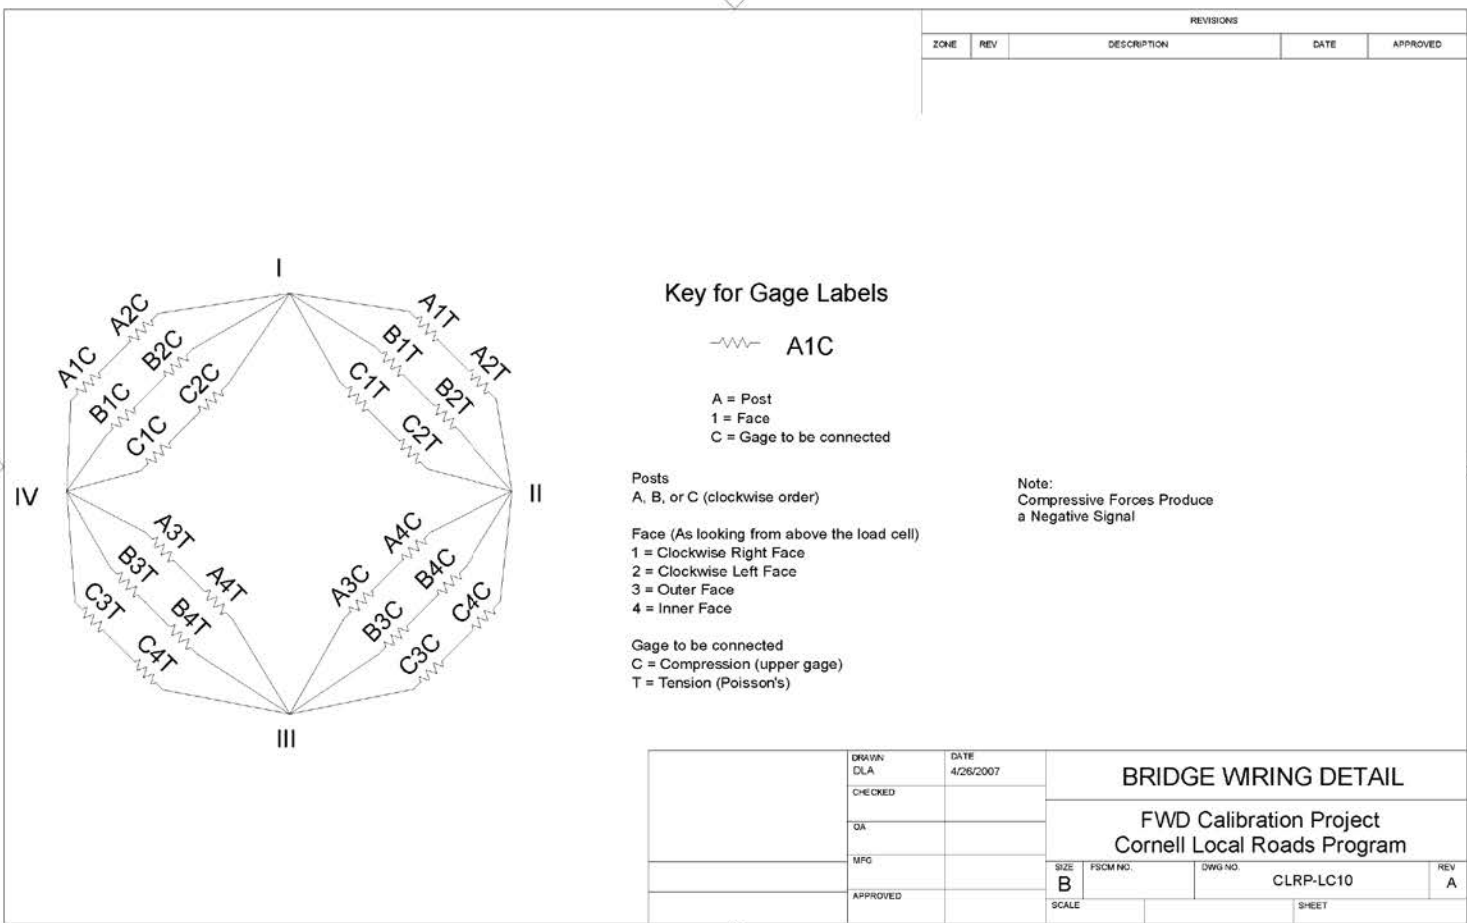 REVISIONS
ZONE REV DESCRIPTION DATE APPROVED
I
A2C A1T
A1C B2C B1T A2T
B1C C2C C1T B2T
C1C C2T
IV II
A3T A4C
B3T A4T A3C B4C
C3T B4T B3C C4C
C4T C3C
III
Key for Gage Labels
A1C
A = Post
1 = Face
C = Gage to be connected
Posts
A, B, or C (clockwise order)
Face (As looking from above the load cell)
1 = Clockwise Right Face
2 = Clockwise Left Face
3 = Outer Face
4 = Inner Face
Gage to be connected
C = Compression (upper gage)
T = Tension (Poisson's)
Note:
Compressive Forces Produce
a Negative Signal
DRAWN DATE
DLA 4/26/2007
CHECKED
QA
MFG
APPROVED
BRIDGE WIRING DETAIL
FWD Calibration Project
Cornell Local Roads Program
SIZE FSCM NO. DWG NO. REV
B CLRP-LC10 A
SCALE SHEET